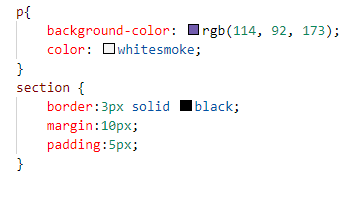 p{
    background-color: rgb(114, 92, 173);
    color: whitesmoke;
}
section {
    border:3px solid black;
    margin:10px;
    padding:5px;
}